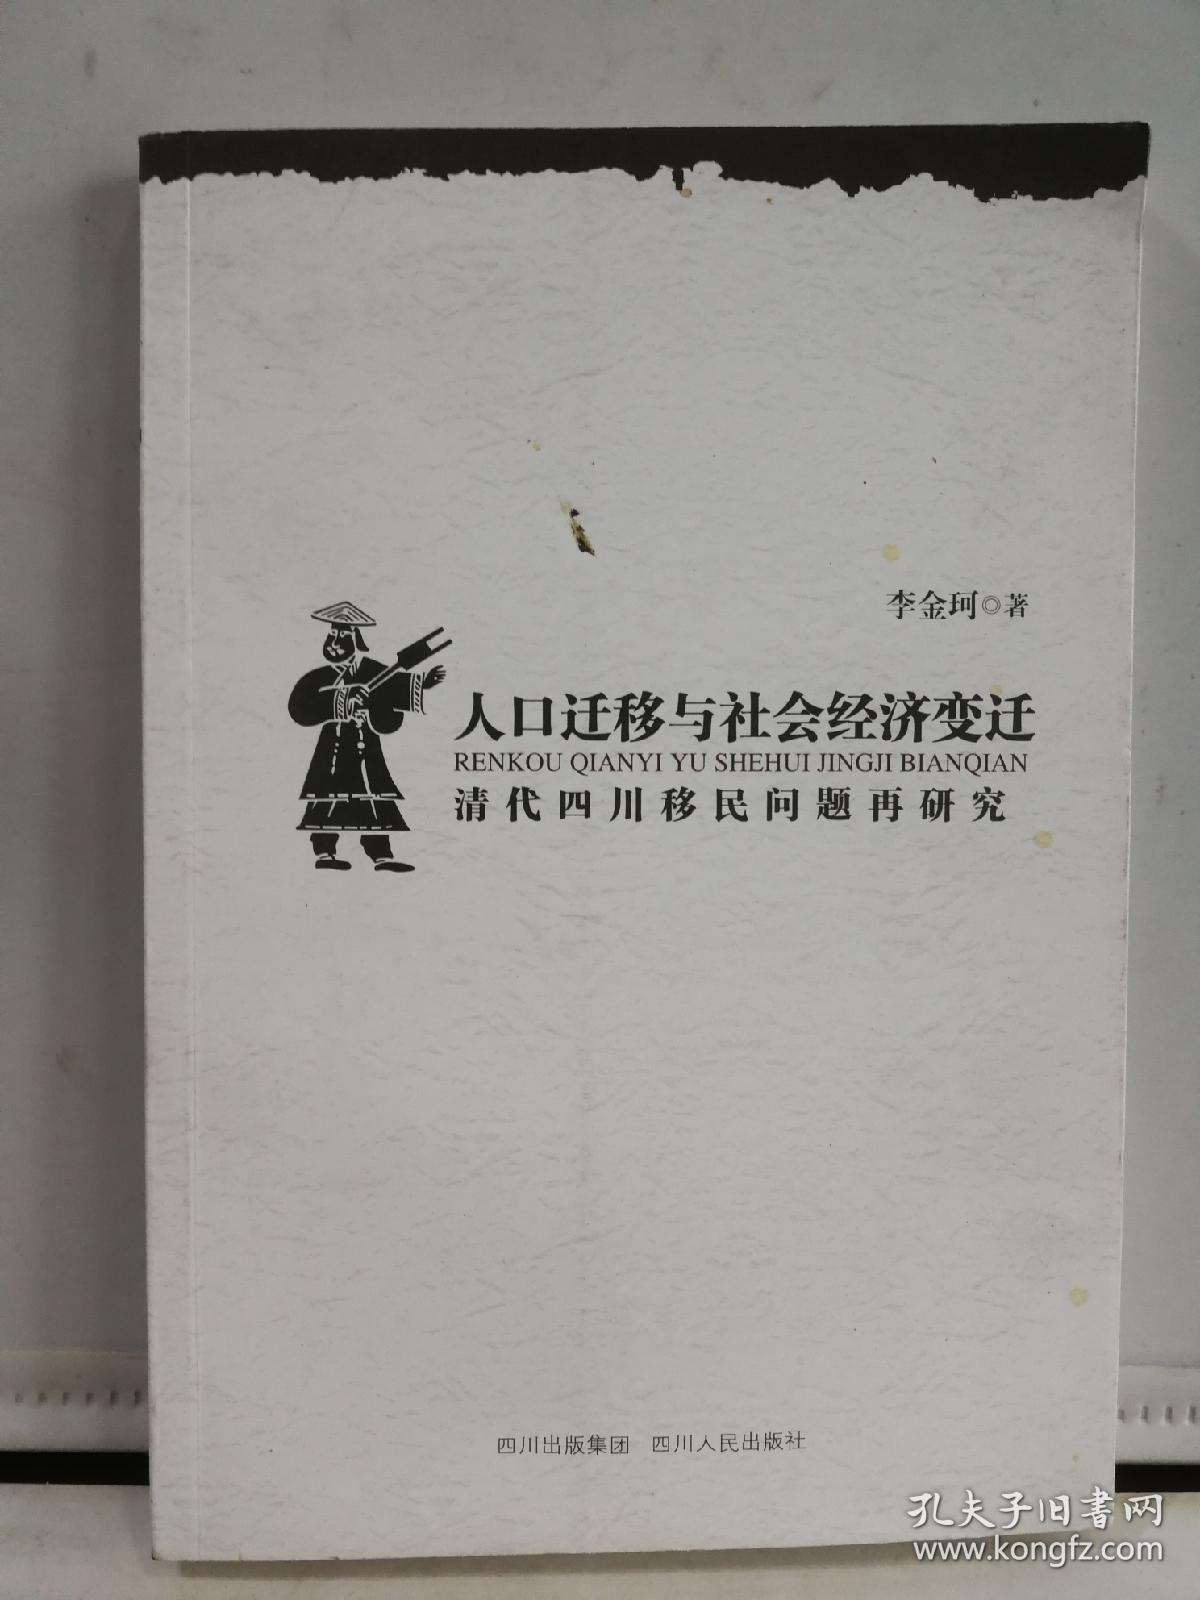 李金珂◎著
人口迁移与社会经济变迁
RENKOU QIANYI YU SHEHUI JINGJI BIANQIAN
清代四川移民问题再研究
四川出版集团 四川人民出版社
孔夫子旧书网
www.kongfz.com